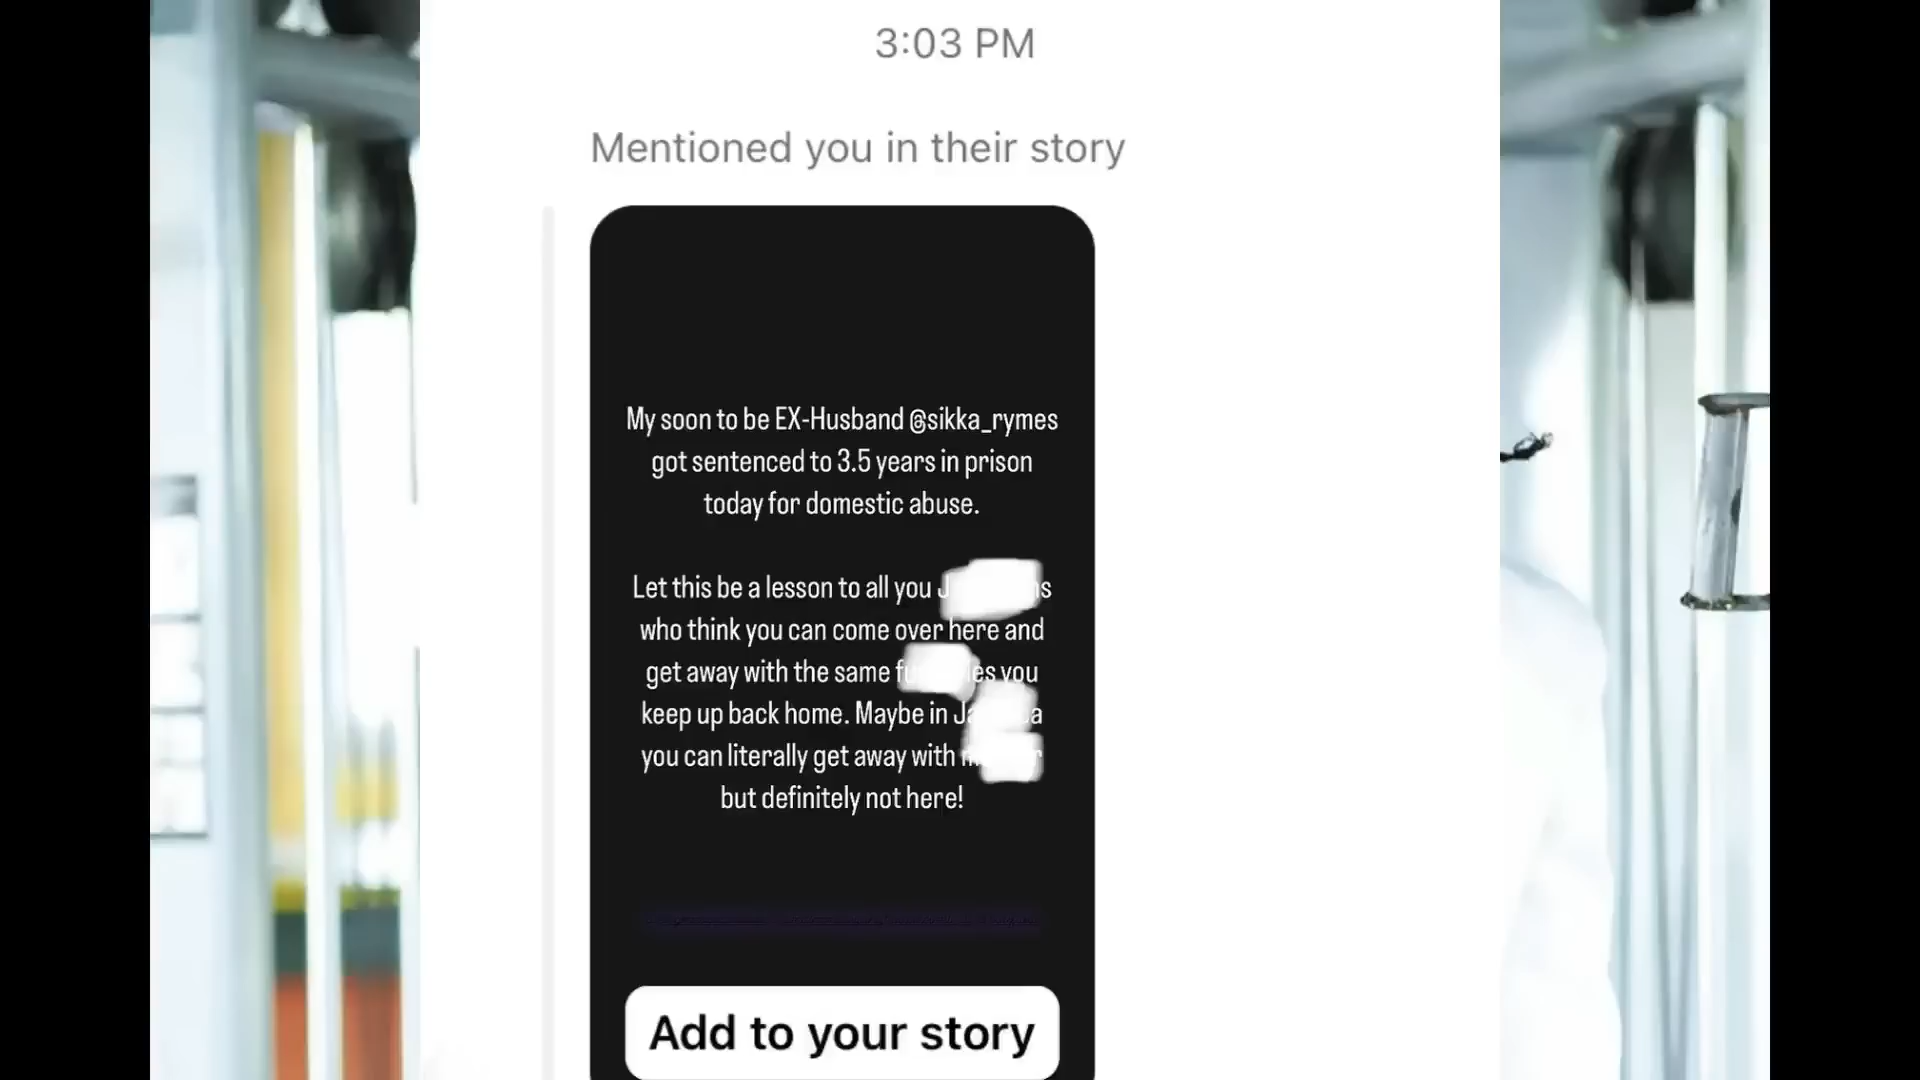 3:03 PM
Mentioned you in their story
My soon to be EX-Husband @sikka_rymes
got sentenced to 3.5 years in prison
today for domestic abuse.
Let this be a lesson to all you
who think you can come over here and
get away with the same you
keep up back home. Maybe in
you can literally get away with
but definitely not here!
Add to your story